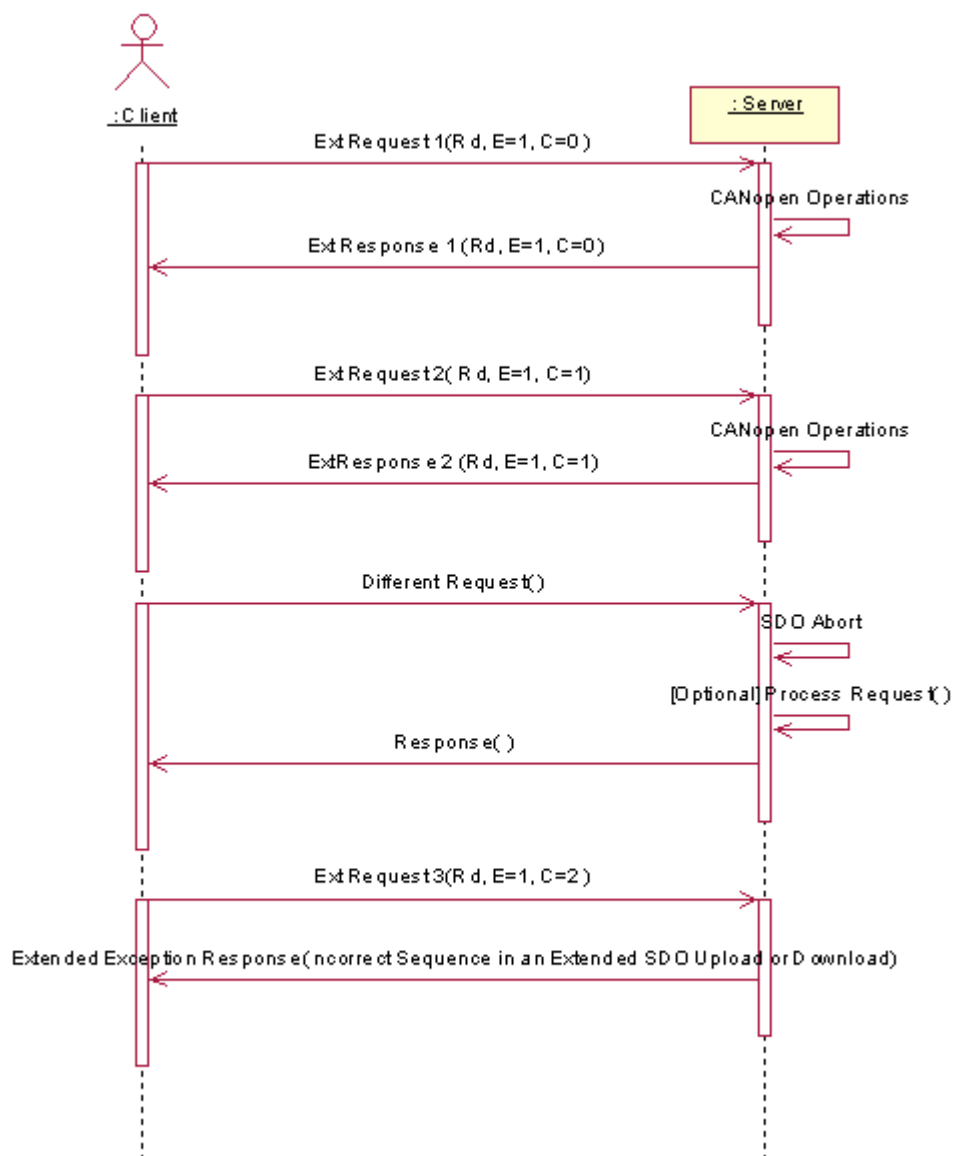 :Client
: Server
ExtRequest1(Rd, E=1, C=0)
CANopen Operations
ExtResponse 1(Rd, E=1, C=0)
ExtRequest2( Rd, E=1, C=1)
CANopen Operations
ExtResponse2 (Rd, E=1, C=1)
Different Request()
SDO Abort
[Optional]Process Request()
Response( )
ExtRequest3(Rd, E=1, C=2 )
Extended Exception Response(ncorrect Sequence in an Extended SDO Upload or Download)